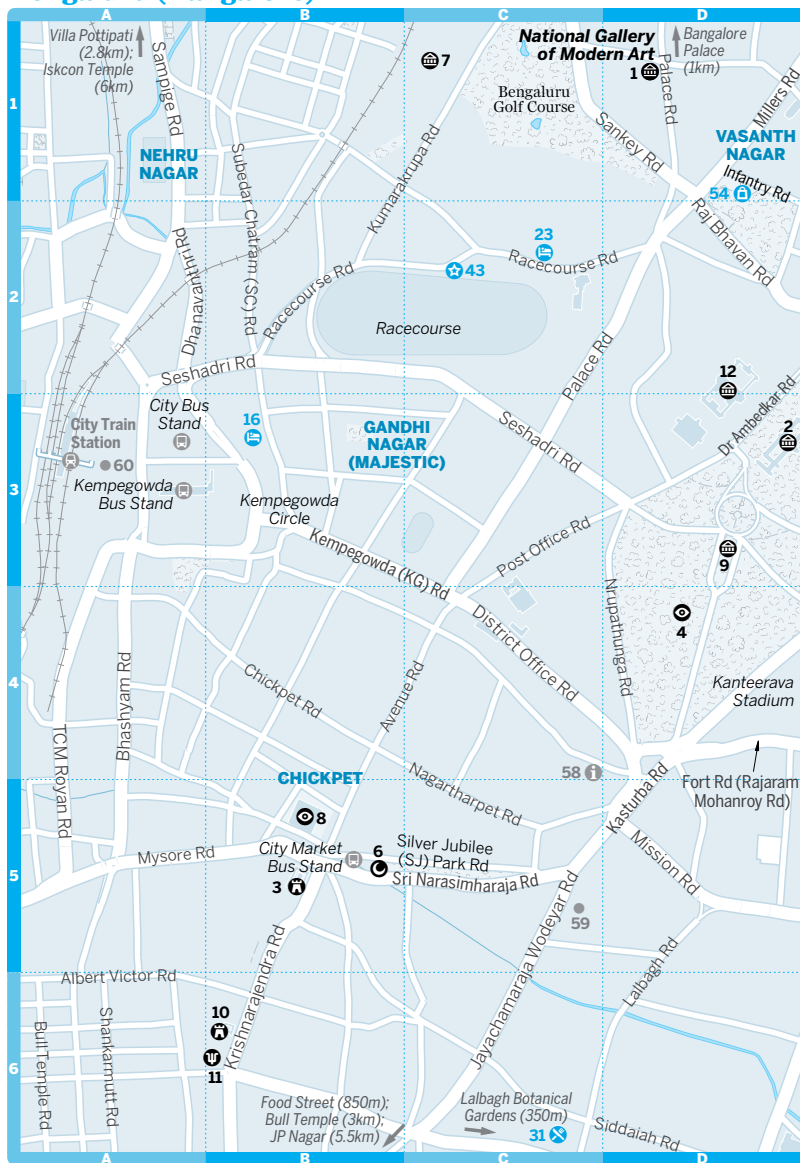 A
B
C
D
Villa Pottipati
(2.8km);
Iskcon Temple
(6km)
Sampige Rd
7
National Gallery
of Modern Art
1
Bangalore
Palace
(1km)
Palace Rd
Millers Rd
1
Bengaluru
Golf Course
Sankey Rd
VASANTH
NAGAR
NEHRU
NAGAR
Subedar Chatram (SC) Rd
Kumarakrupa Rd
Infantry Rd
54
Raj Bhavan Rd
Dhanavanthri Rd
23
Racecourse Rd
Racecourse Rd
43
2
Racecourse
Palace Rd
Seshadri Rd
12
City Bus
Stand
16
City Train
Station
60
GANDHI
NAGAR
(MAJESTIC)
Seshadri Rd
Dr Ambedkar Rd
2
3
Kempegowda
Bus Stand
Kempegowda
Circle
Kempegowda (KG) Rd
Post Office Rd
9
Nrupathunga Rd
4
District Office Rd
4
Bhashyam Rd
Chickpet Rd
Avenue Rd
Kanteerava
Stadium
TCM Royan Rd
58
CHICKPET
Nagartharpet Rd
Kasturba Rd
Fort Rd (Rajaram
Mohanroy Rd)
8
Mission Rd
City Market
Bus Stand
6
Silver Jubilee
(SJ) Park Rd
Mysore Rd
5
3
Sri Narasimharaja Rd
59
Jayachamaraja Wodeyar Rd
Krishnarajendra Rd
Lalbagh Rd
Albert Victor Rd
10
11
Bull Temple Rd
Shankarmutt Rd
6
Food Street (850m);
Bull Temple (3km);
JP Nagar (5.5km)
Lalbagh Botanical
Gardens (350m)
31
Siddaiah Rd
A
B
C
D